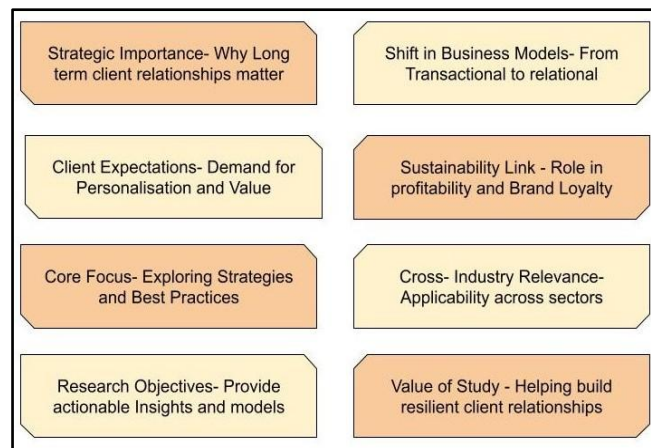 Strategic Importance- Why Long
term client relationships matter
Shift in Business Models- From
Transactional to relational
Client Expectations- Demand for
Personalisation and Value
Sustainability Link - Role in
profitability and Brand Loyalty
Core Focus- Exploring Strategies
and Best Practices
Cross- Industry Relevance-
Applicability across sectors
Research Objectives- Provide
actionable Insights and models
Value of Study - Helping build
resilient client relationships